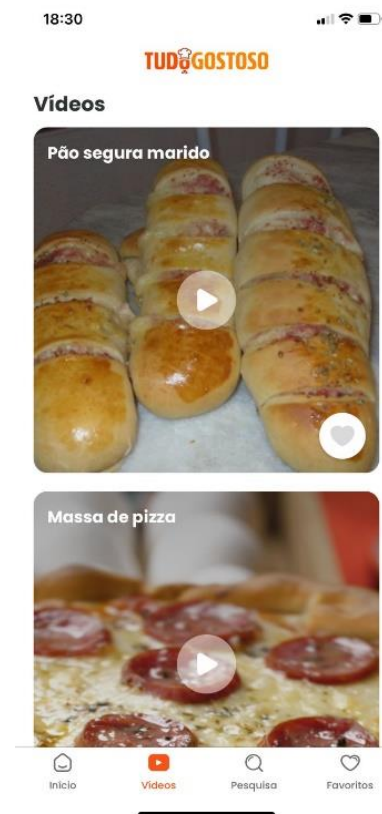 18:30
TUDOGOSTOSO
Vídeos
Pão segura marido
Massa de pizza
Início
Vídeos
Pesquisa
Favoritos